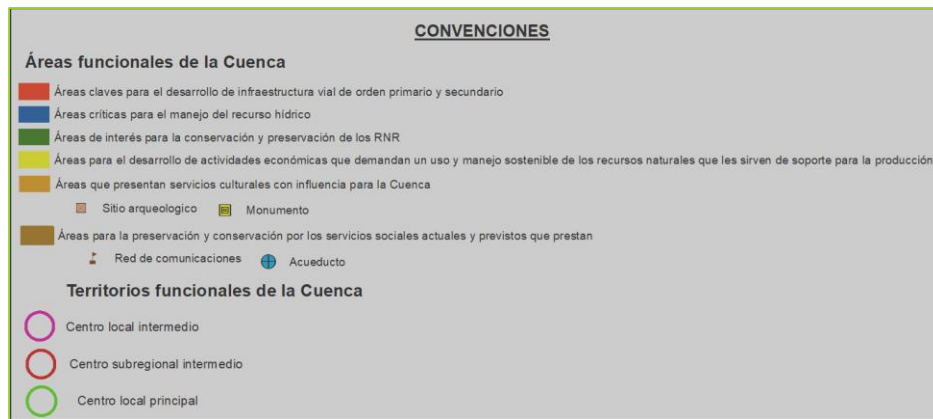 CONVENCIONES
Áreas funcionales de la Cuenca
Áreas claves para el desarrollo de infraestructura vial de orden primario y secundario
Áreas críticas para el manejo del recurso hídrico
Áreas de interés para la conservación y preservación de los RNR
Áreas para el desarrollo de actividades económicas que demandan un uso y manejo sostenible de los recursos naturales que les sirven de soporte para la producción
Áreas que presentan servicios culturales con influencia para la Cuenca
Sitio arqueologico Monumento
Áreas para la preservación y conservación por los servicios sociales actuales y previstos que prestan
Red de comunicaciones Acueducto
Territorios funcionales de la Cuenca
Centro local intermedio
Centro subregional intermedio
Centro local principal